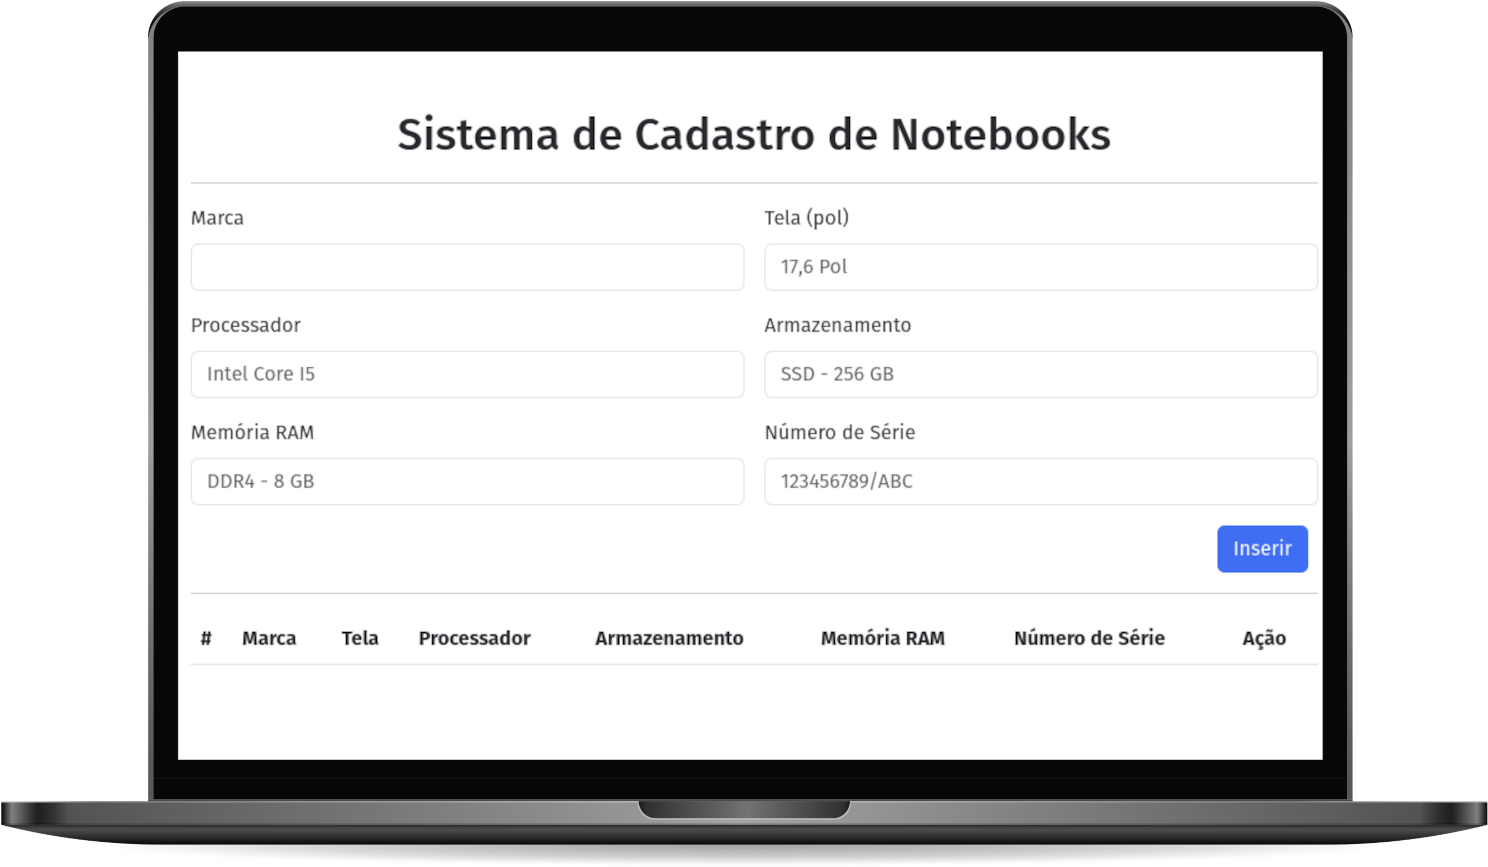 Sistema de Cadastro de Notebooks
Marca
Tela (pol)
17,6 Pol
Processador
Armazenamento
Intel Core I5
SSD - 256 GB
Memória RAM
Número de Série
DDR4 - 8 GB
123456789/ABC
Inserir
# Marca Tela Processador Armazenamento Memória RAM Número de Série Ação